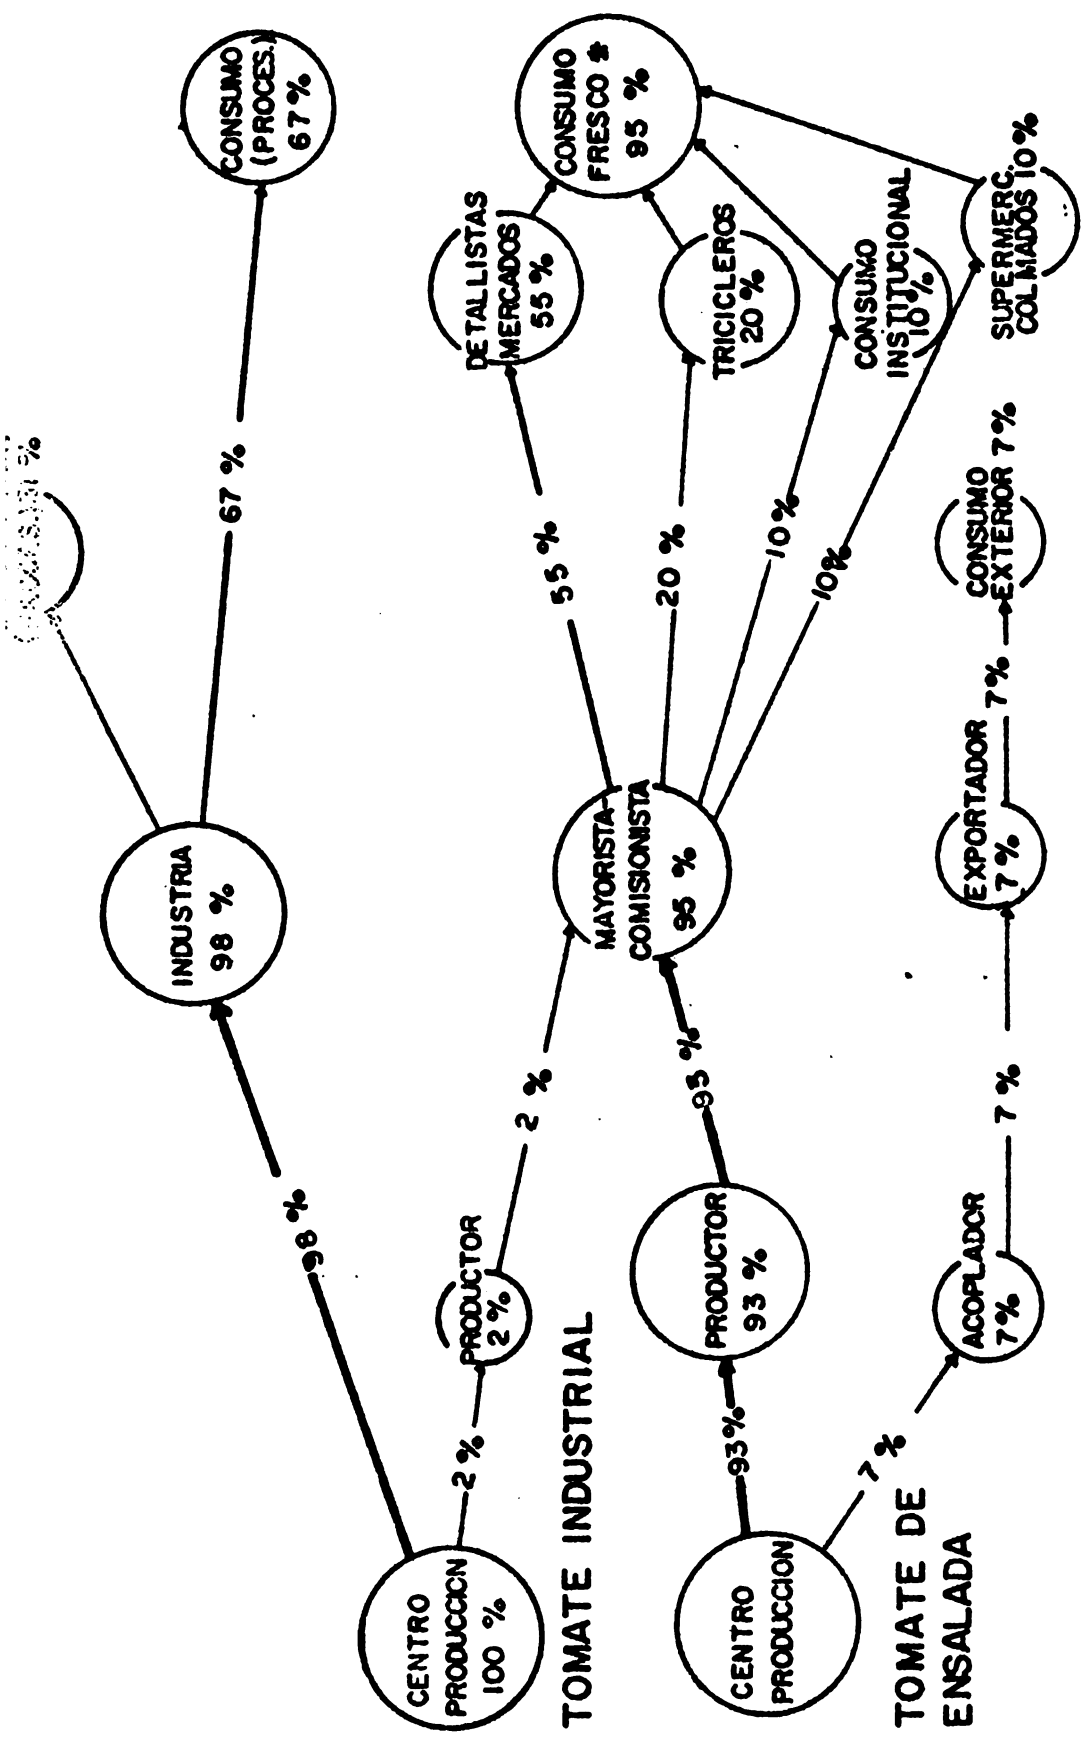 CENTRO
PRODUCCION
100 %
98 %
INDUSTRIA
98 %
67 %
CONSUMO
(PROCES.)
67 %
2 %
PRODUCTOR
2 %
2 %
TOMATE INDUSTRIAL
CENTRO
PRODUCCION
93%
PRODUCTOR
93 %
93 %
MAYORISTA-
COMISIONISTA
95 %
55 %
DETALLISTAS
MERCADOS
55 %
20 %
TRICICLEROS
20 %
10%
CONSUMO
INSTITUCIONAL
10%
10%
SUPERMERC.
COLMADOS 10%
CONSUMO
FRESCO *
95 %
7 %
ACOPLADOR
7%
7 %
EXPORTADOR
7 %
7%
CONSUMO
EXTERIOR 7%
TOMATE DE
ENSALADA